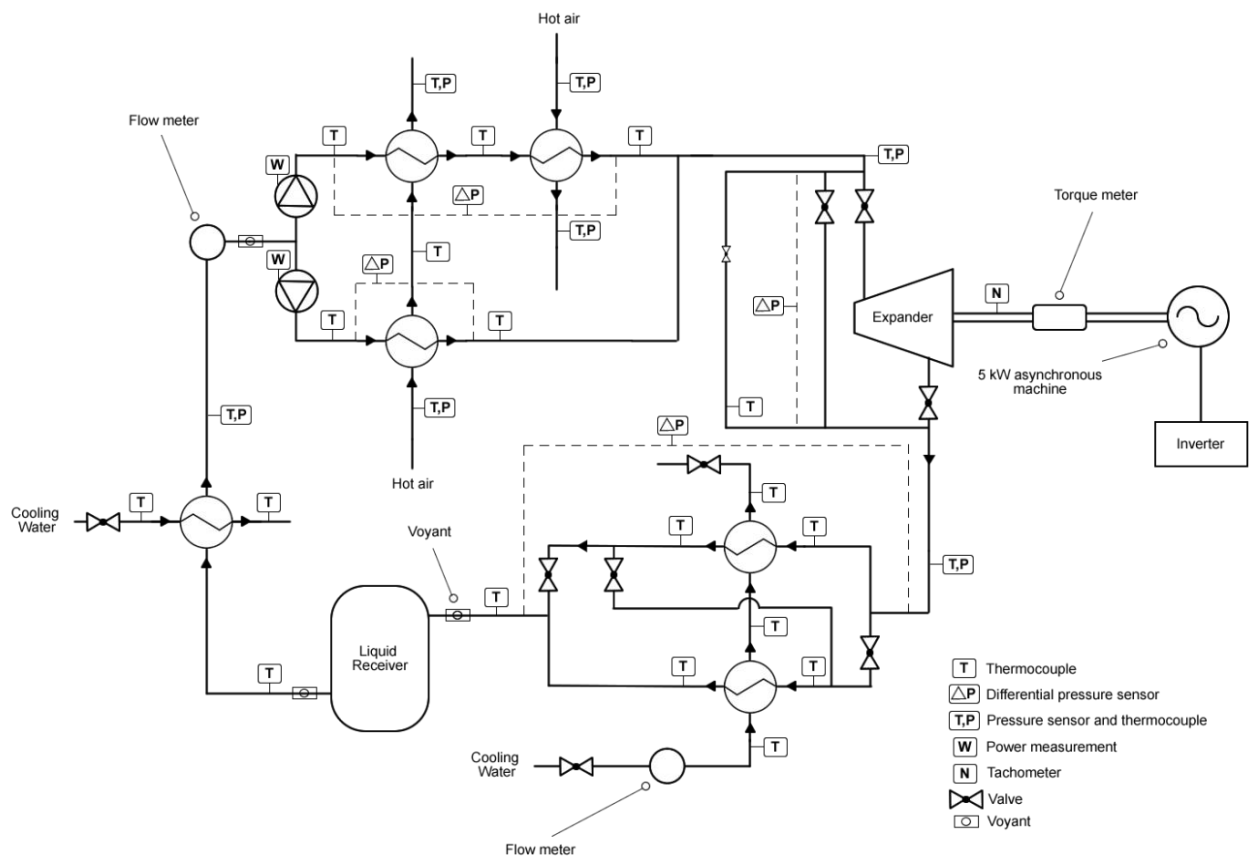 Hot air
T,P
T,P
Flow meter
T
T
T
T,P
W
△P
Torque meter
T,P
W
T
△P
N
△P
Expander
T
T
5 kW asynchronous
machine
T,P
T,P
T
Inverter
△P
Hot air
T
Cooling
Water
T
T
Voyant
T
T
T,P
T
T
Liquid
Receiver
T
T
T
T
Cooling
Water
T
Flow meter
T Thermocouple
△P Differential pressure sensor
T,P Pressure sensor and thermocouple
W Power measurement
N Tachometer
Valve
Voyant